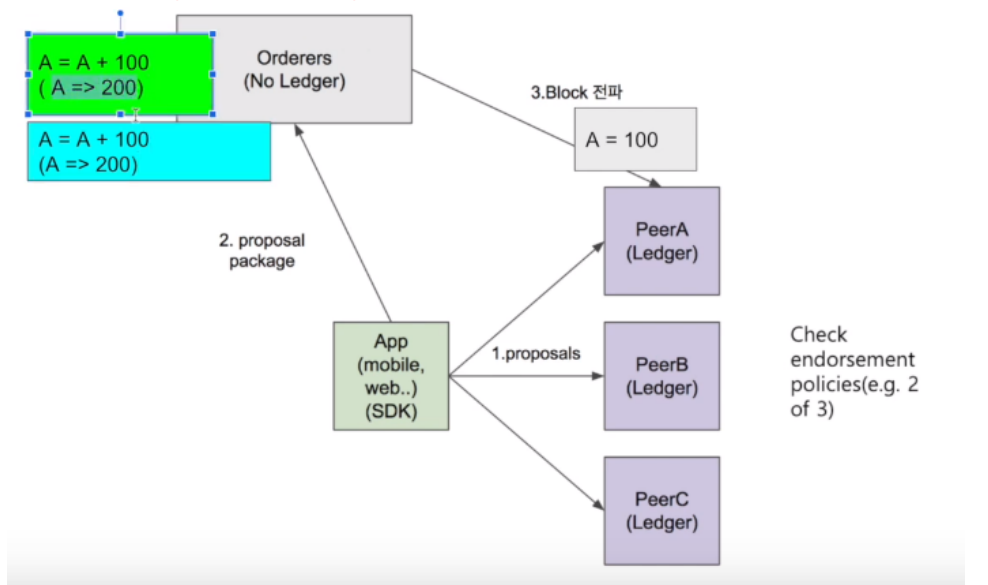 A = A + 100
( A => 200)
A = A + 100
(A => 200)
Orderers
(No Ledger)
3.Block 전파
A = 100
2. proposal
package
PeerA
(Ledger)
App
(mobile,
web..)
(SDK)
1.proposals
PeerB
(Ledger)
Check
endorsement
policies(e.g. 2
of 3)
PeerC
(Ledger)